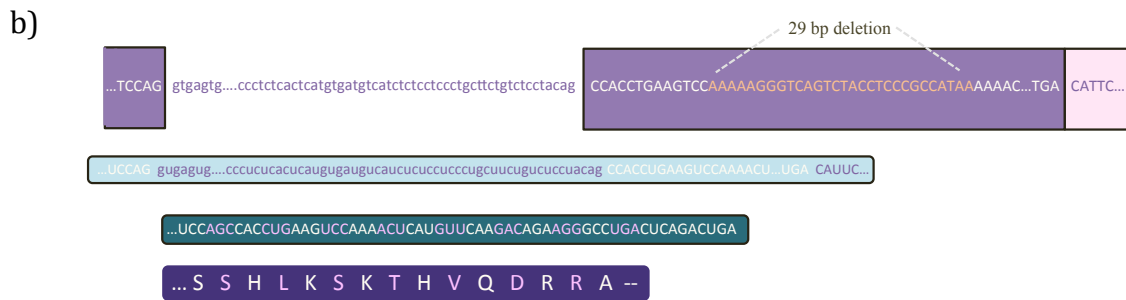 b)
29 bp deletion
...TCCAG gtgagtg....ccctctcactcatgtgatgtcatctctcctccctgcttctgtctcctacag CCACCTGAAGTCCAAAAAGGGTCAGTCTACCTCCCGCCATAAAAAAC...TGA CATTC...
...UCCAG gugagug....cccucucacucaugugaugucaucucuccucccugcuucugucuccuacag CCACCUGAAGUCCAAAACU...UGA CAUUC...
...UCCAGCCACCUGAAGUCCAAAACUCAUGUUCAAGACAGAAGGGCCUGACUCAGACUGA
...S S H L K S K T H V Q D R R A --